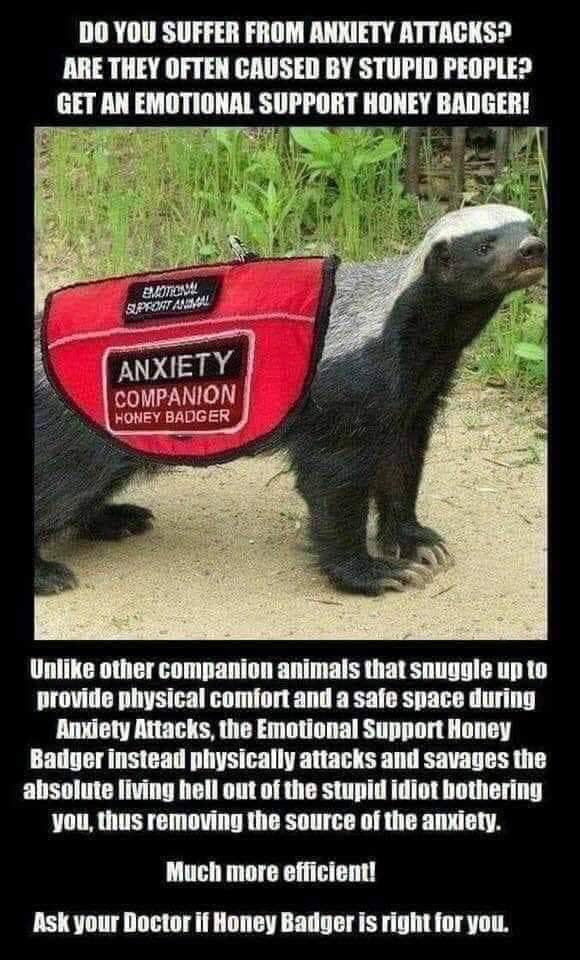 DO YOU SUFFER FROM ANXIETY ATTACKS?
ARE THEY OFTEN CAUSED BY STUPID PEOPLE?
GET AN EMOTIONAL SUPPORT HONEY BADGER!
EMOTIONAL
SUPPORT ANIMAL
ANXIETY
COMPANION
HONEY BADGER
Unlike other companion animals that snuggle up to
provide physical comfort and a safe space during
Anxiety Attacks, the Emotional Support Honey
Badger instead physically attacks and savages the
absolute living hell out of the stupid idiot bothering
you, thus removing the source of the anxiety.
Much more efficient!
Ask your Doctor if Honey Badger is right for you.